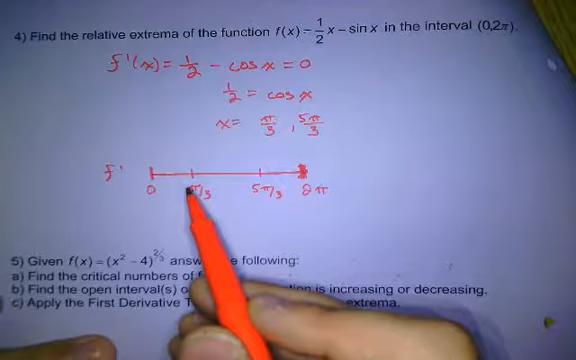 4) Find the relative extrema of the function f(x) = 1/2 x − sin x in the interval (0,2π).
f'(x) = 1/2 - cos x = 0
1/2 = cos x
x = π/3 , 5π/3
f'
0 π/3 5π/3 2π
5) Given f(x) = (x² − 4)^(2/3) answ e following:
a) Find the critical numbers of
b) Find the open interval(s) o tion is increasing or decreasing.
c) Apply the First Derivative T extrema.